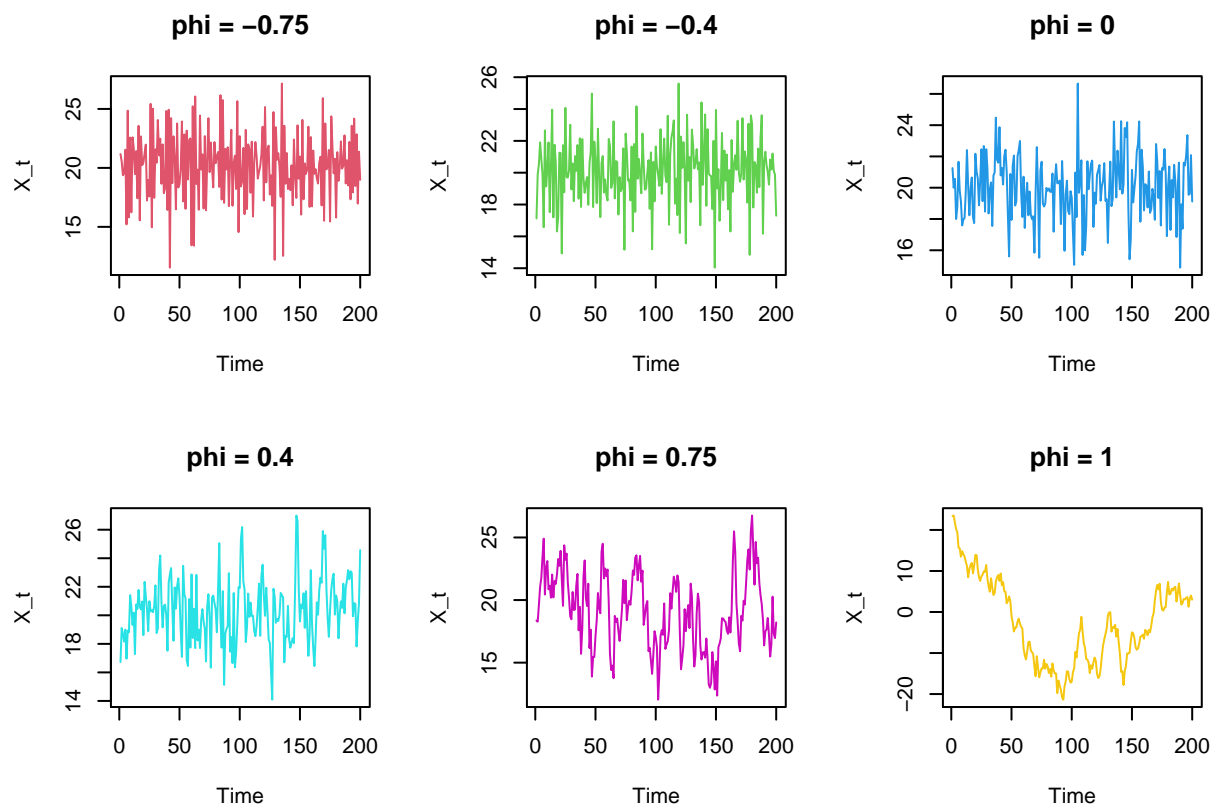 phi = −0.75
X_t
15 20 25
0 50 100 150 200
Time
phi = −0.4
X_t
14 18 22 26
0 50 100 150 200
Time
phi = 0
X_t
16 20 24
0 50 100 150 200
Time
phi = 0.4
X_t
14 18 22 26
0 50 100 150 200
Time
phi = 0.75
X_t
15 20 25
0 50 100 150 200
Time
phi = 1
X_t
−20 0 10
0 50 100 150 200
Time